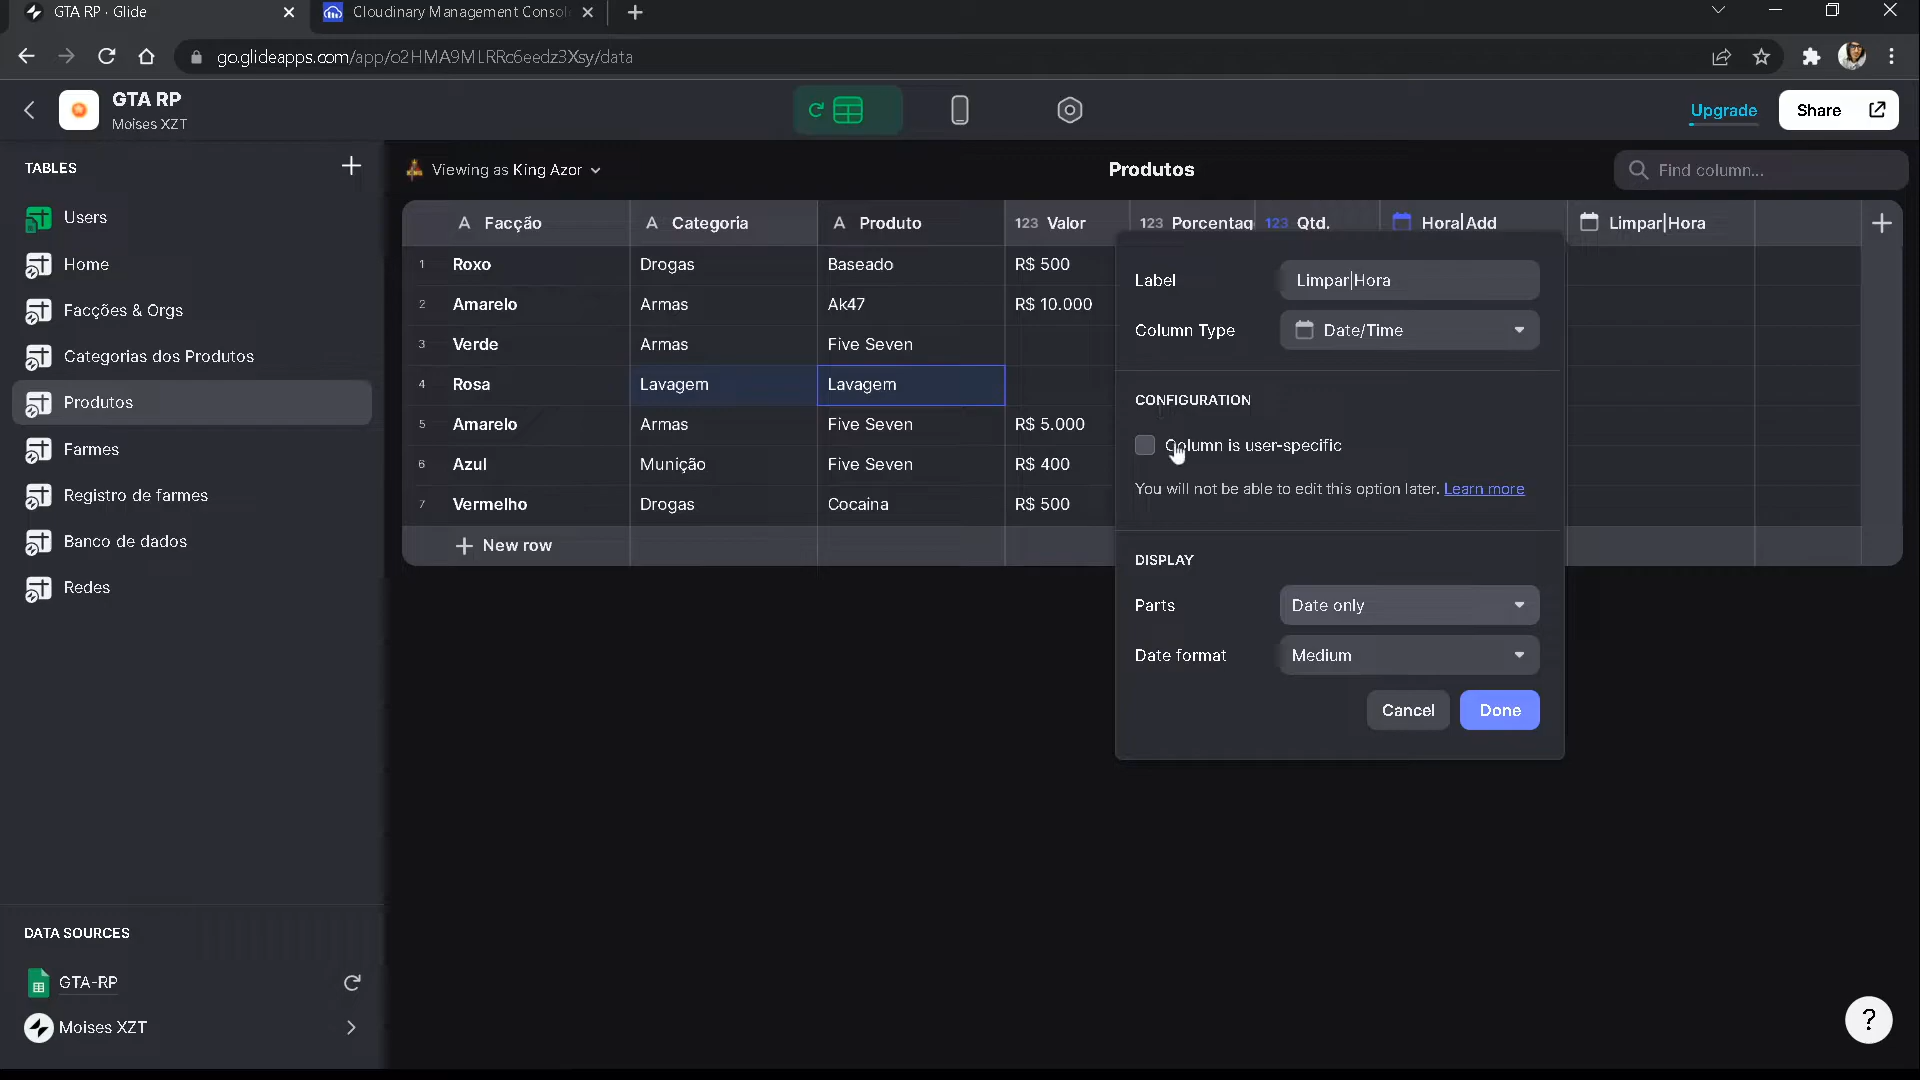 GTA RP · Glide
Cloudinary Management Consol
go.glideapps.com/app/o2HMA9MLRRc6eedz3Xsy/data
GTA RP
Moises XZT
Upgrade
Share
TABLES
Viewing as King Azor
Produtos
Find column...
Users
Home
Facções & Orgs
Categorias dos Produtos
Produtos
Farmes
Registro de farmes
Banco de dados
Redes
A Facção
A Categoria
A Produto
123 Valor
123 Porcentag
123 Qtd.
Hora|Add
Limpar|Hora
1 Roxo Drogas Baseado R$ 500
2 Amarelo Armas Ak47 R$ 10.000
3 Verde Armas Five Seven
4 Rosa Lavagem Lavagem
5 Amarelo Armas Five Seven R$ 5.000
6 Azul Munição Five Seven R$ 400
7 Vermelho Drogas Cocaina R$ 500
New row
Label Limpar|Hora
Column Type Date/Time
CONFIGURATION
Column is user-specific
You will not be able to edit this option later. Learn more
DISPLAY
Parts Date only
Date format Medium
Cancel Done
DATA SOURCES
GTA-RP
Moises XZT
?